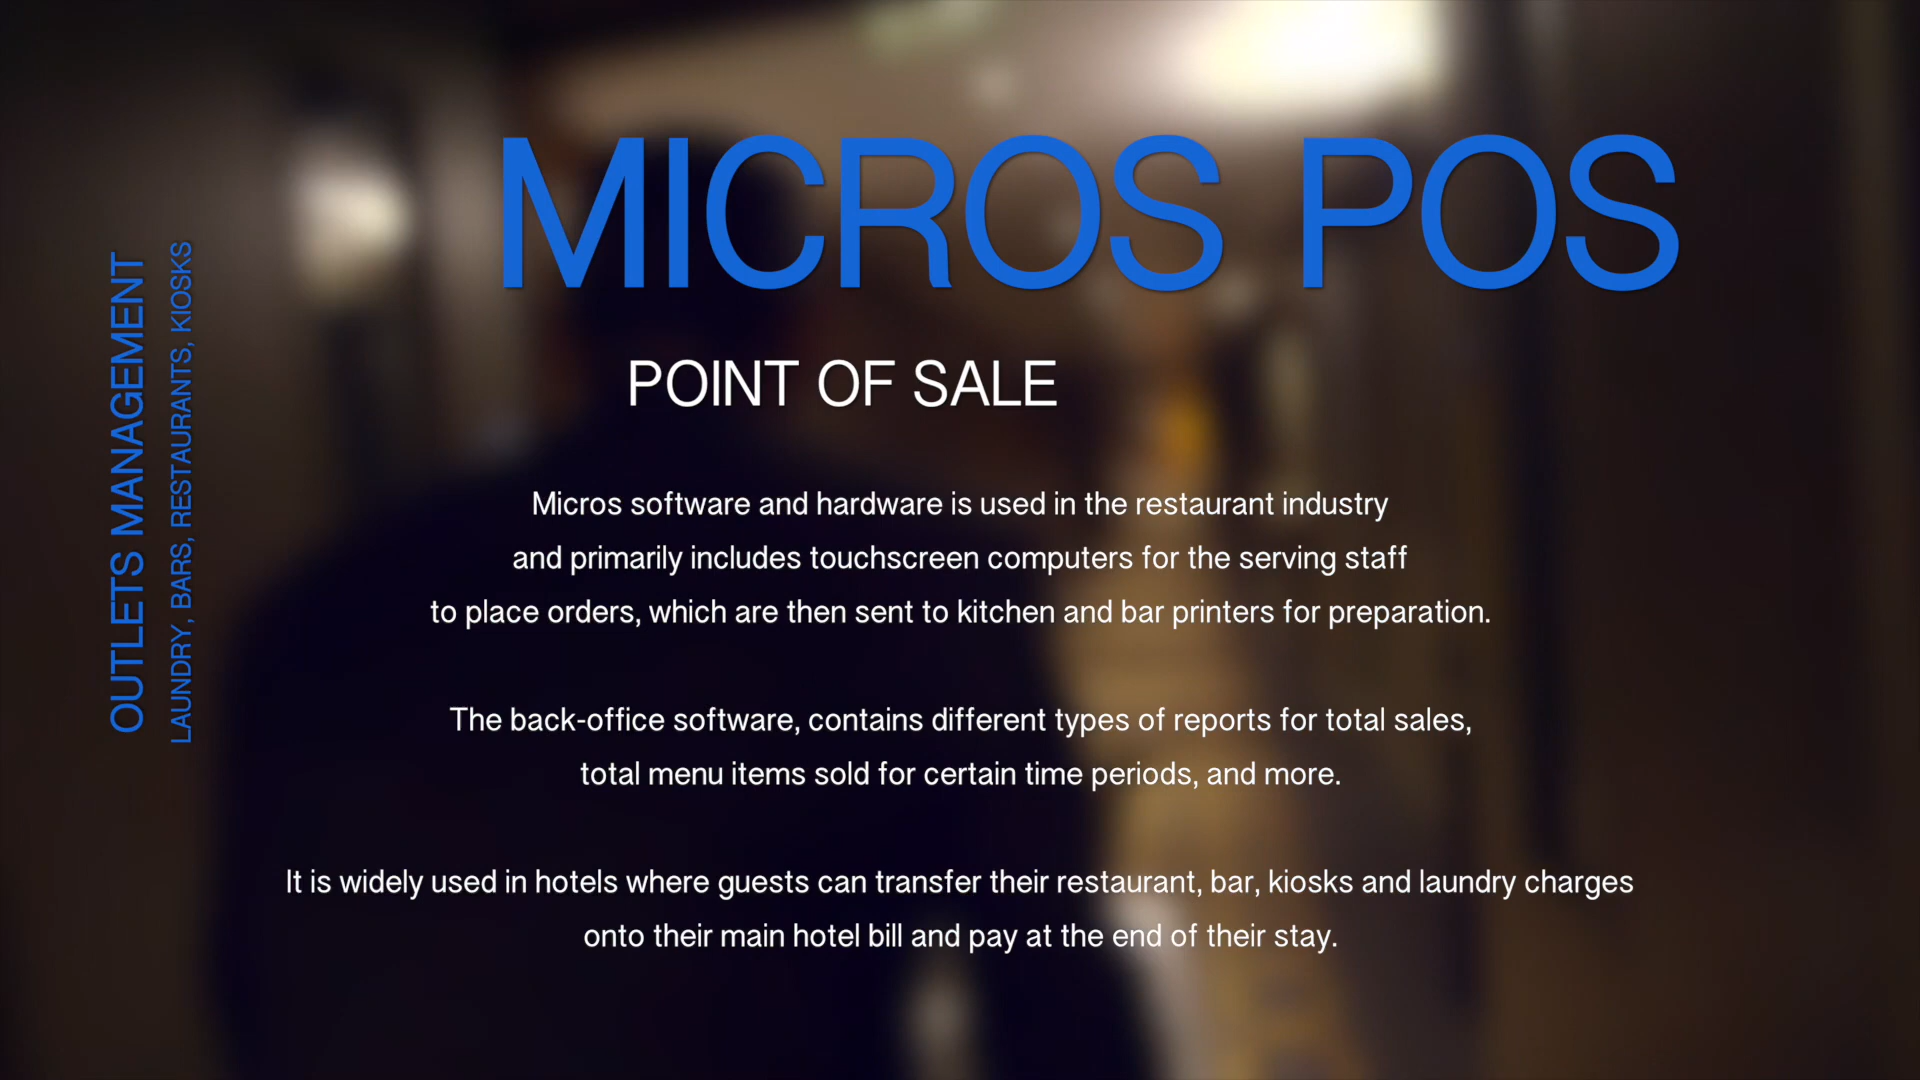 MICROS POS
POINT OF SALE
OUTLETS MANAGEMENT
LAUNDRY, BARS, RESTAURANTS, KIOSKS
Micros software and hardware is used in the restaurant industry
and primarily includes touchscreen computers for the serving staff
to place orders, which are then sent to kitchen and bar printers for preparation.
The back-office software, contains different types of reports for total sales,
total menu items sold for certain time periods, and more.
It is widely used in hotels where guests can transfer their restaurant, bar, kiosks and laundry charges
onto their main hotel bill and pay at the end of their stay.